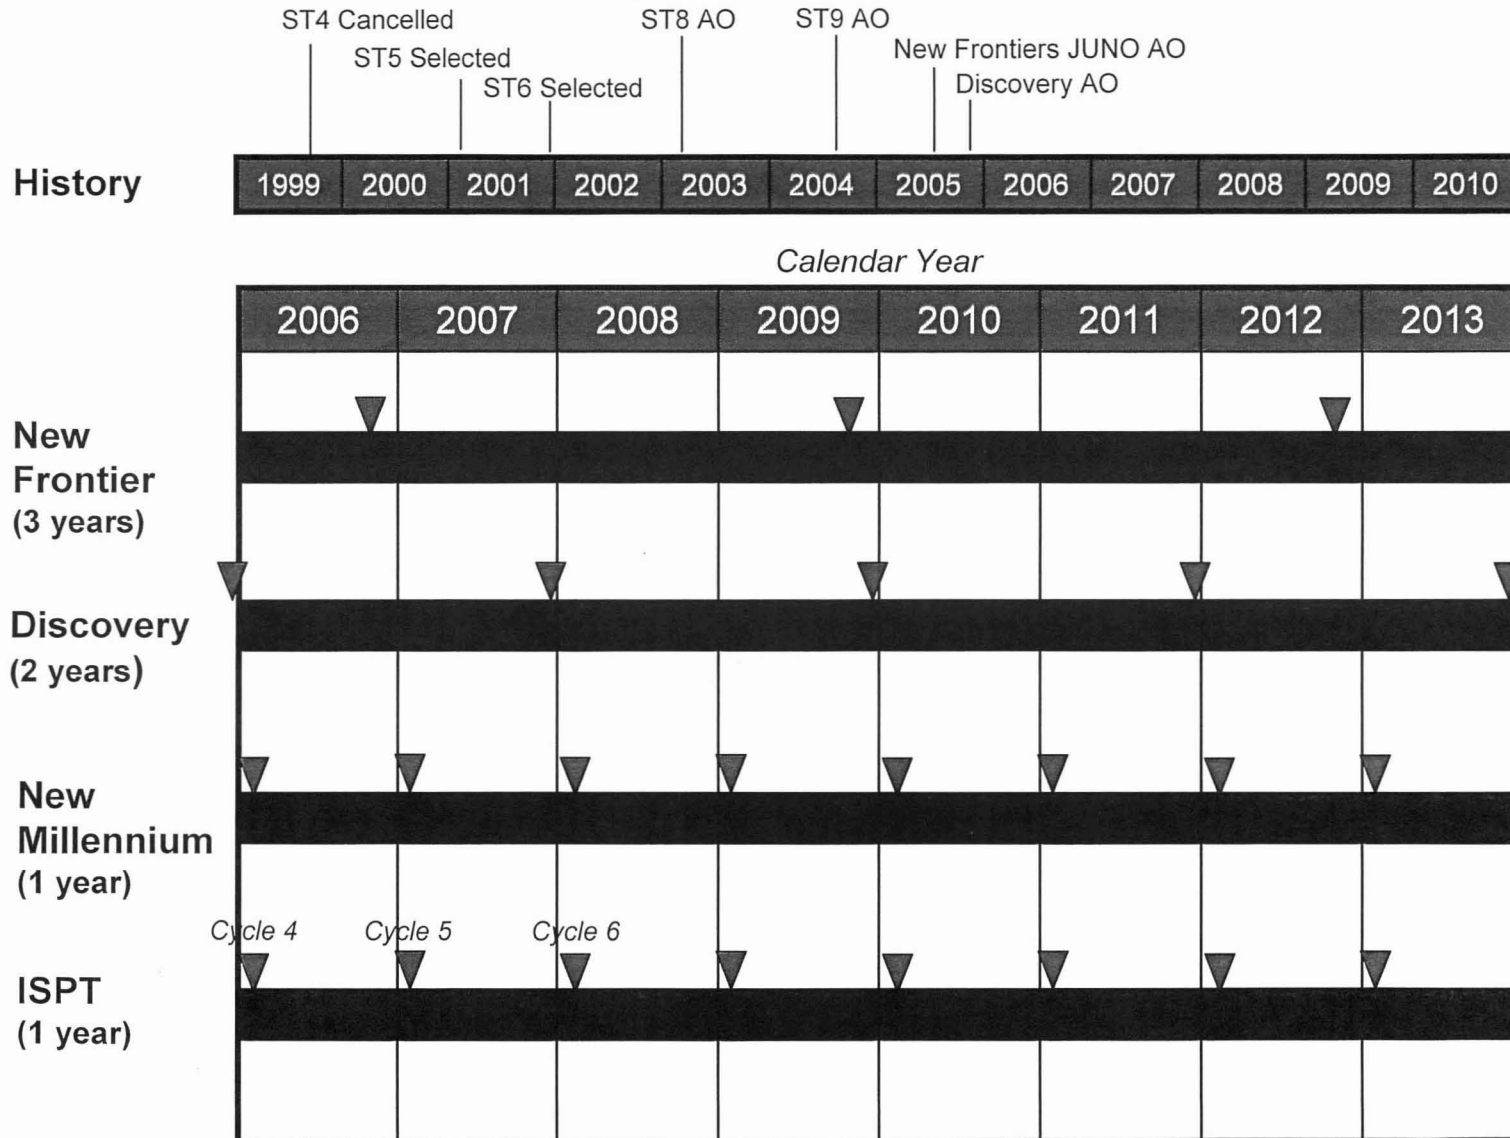 ST4 Cancelled
ST5 Selected
ST6 Selected
ST8 AO
ST9 AO
New Frontiers JUNO AO
Discovery AO
History
1999 2000 2001 2002 2003 2004 2005 2006 2007 2008 2009 2010
Calendar Year
2006 2007 2008 2009 2010 2011 2012 2013
New
Frontier
(3 years)
Discovery
(2 years)
New
Millennium
(1 year)
Cycle 4 Cycle 5 Cycle 6
ISPT
(1 year)